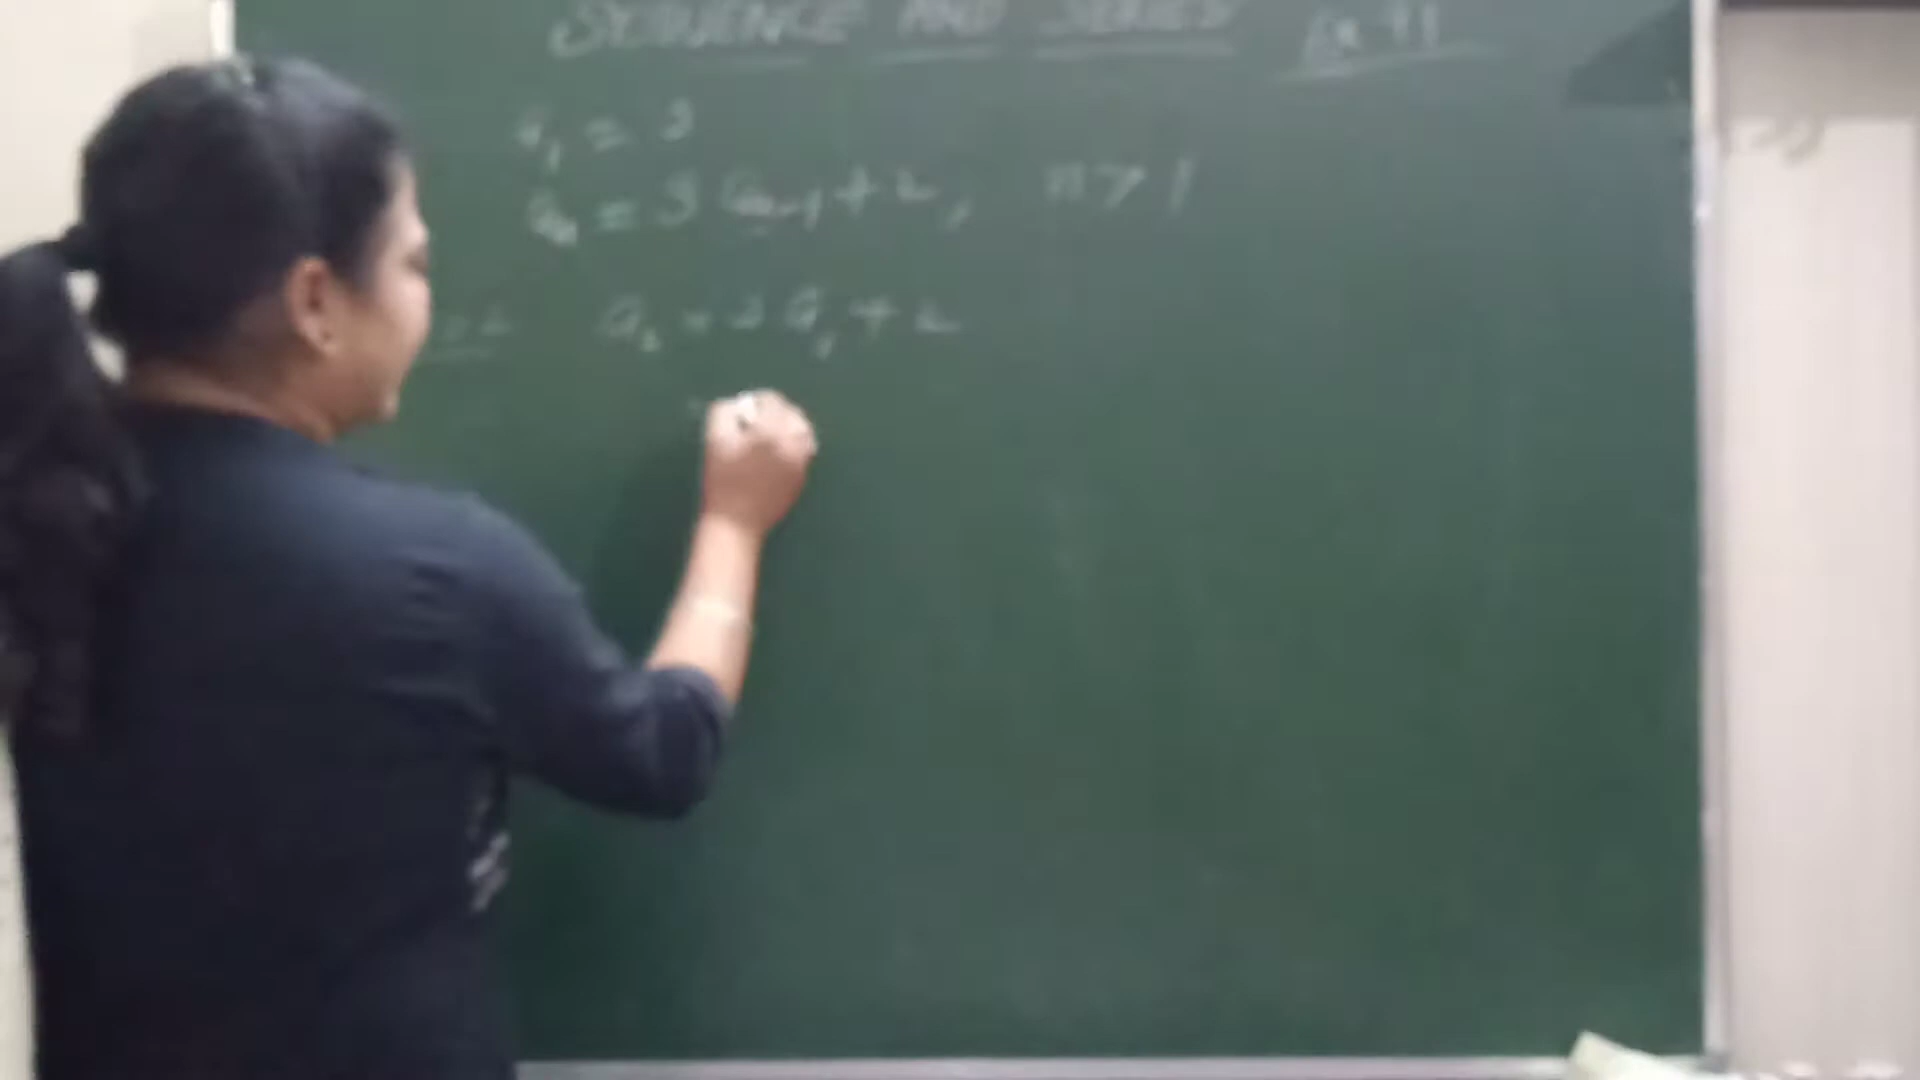 SEQUENCE AND SERIES
a₁ = 3
aₙ = 3aₙ₋₁ + 2, n > 1
a₂ = 3a₁ + 2